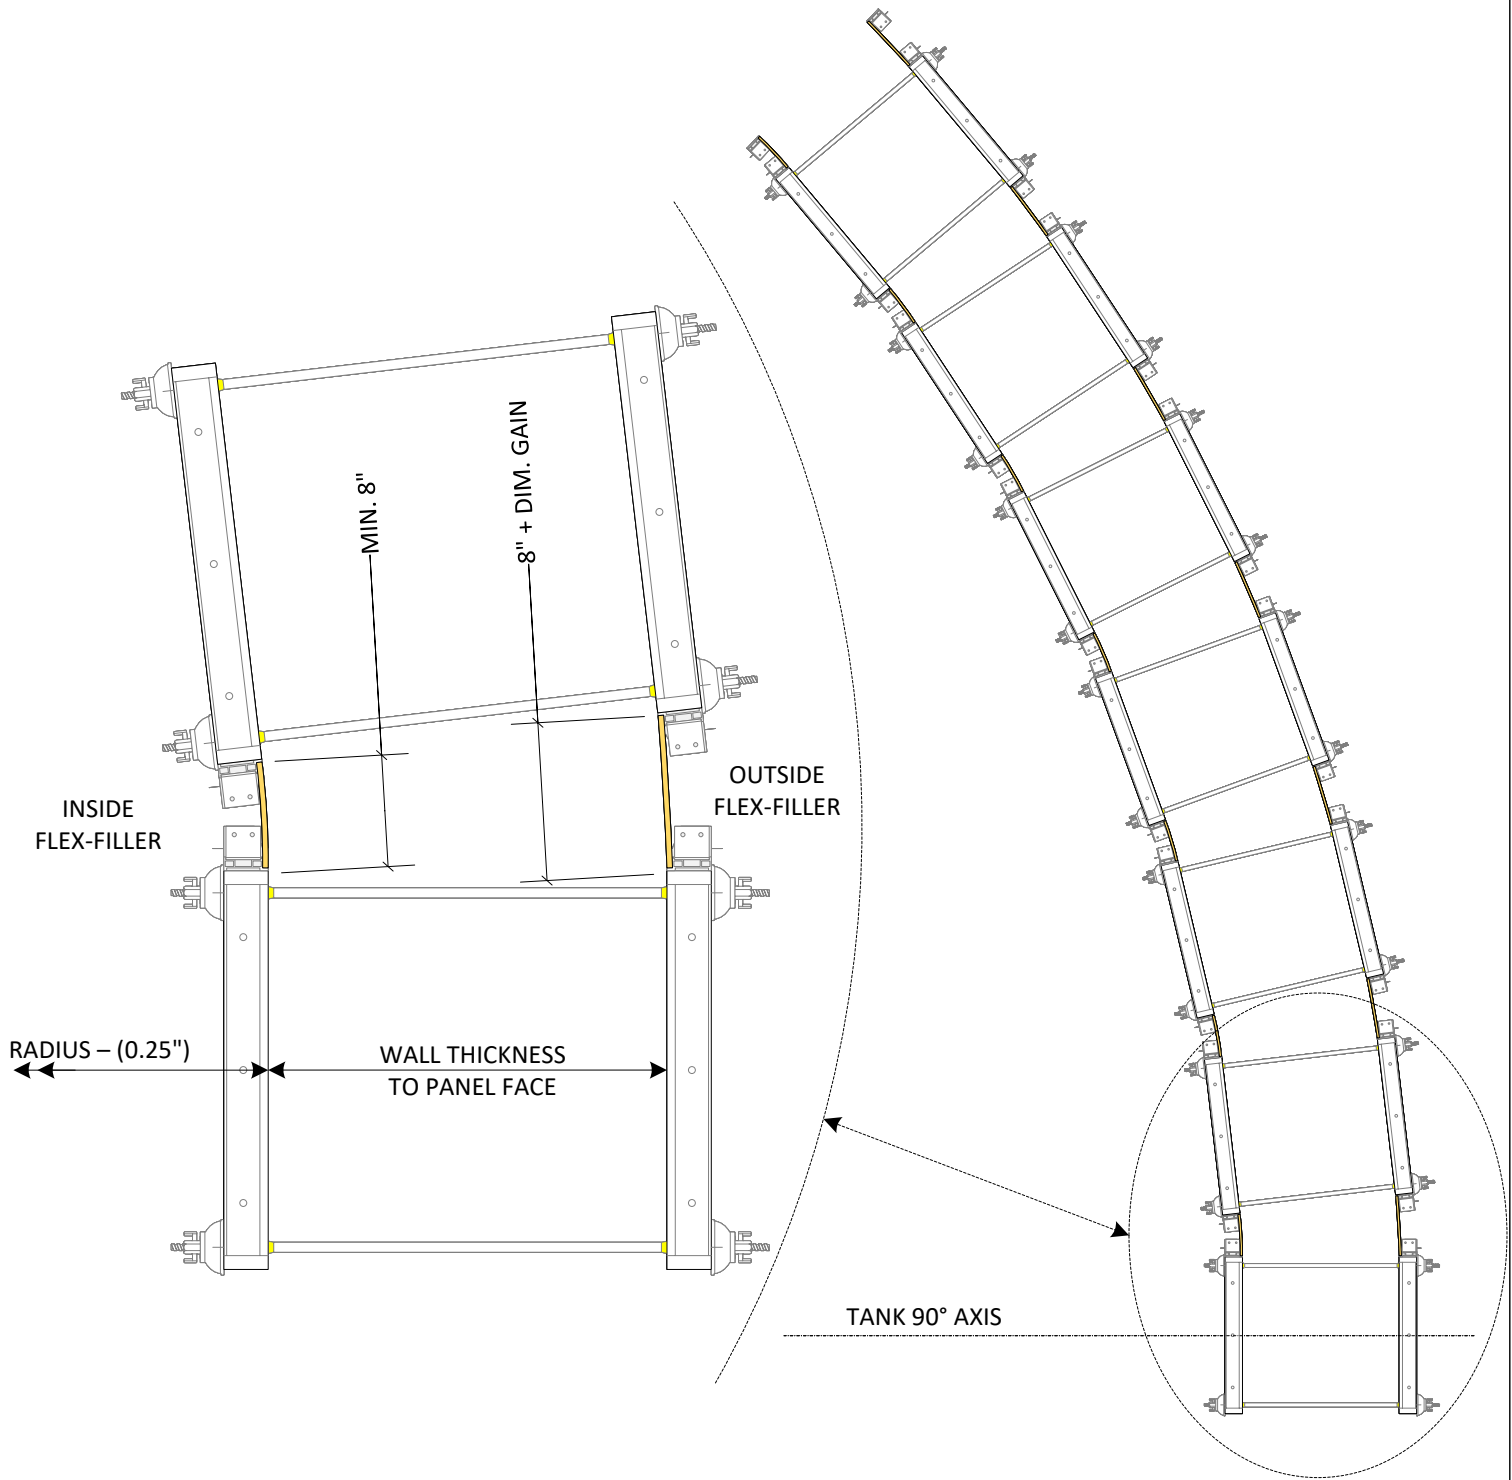 MIN. 8"
8" + DIM. GAIN
INSIDE
FLEX-FILLER
OUTSIDE
FLEX-FILLER
RADIUS – (0.25")
WALL THICKNESS
TO PANEL FACE
TANK 90° AXIS